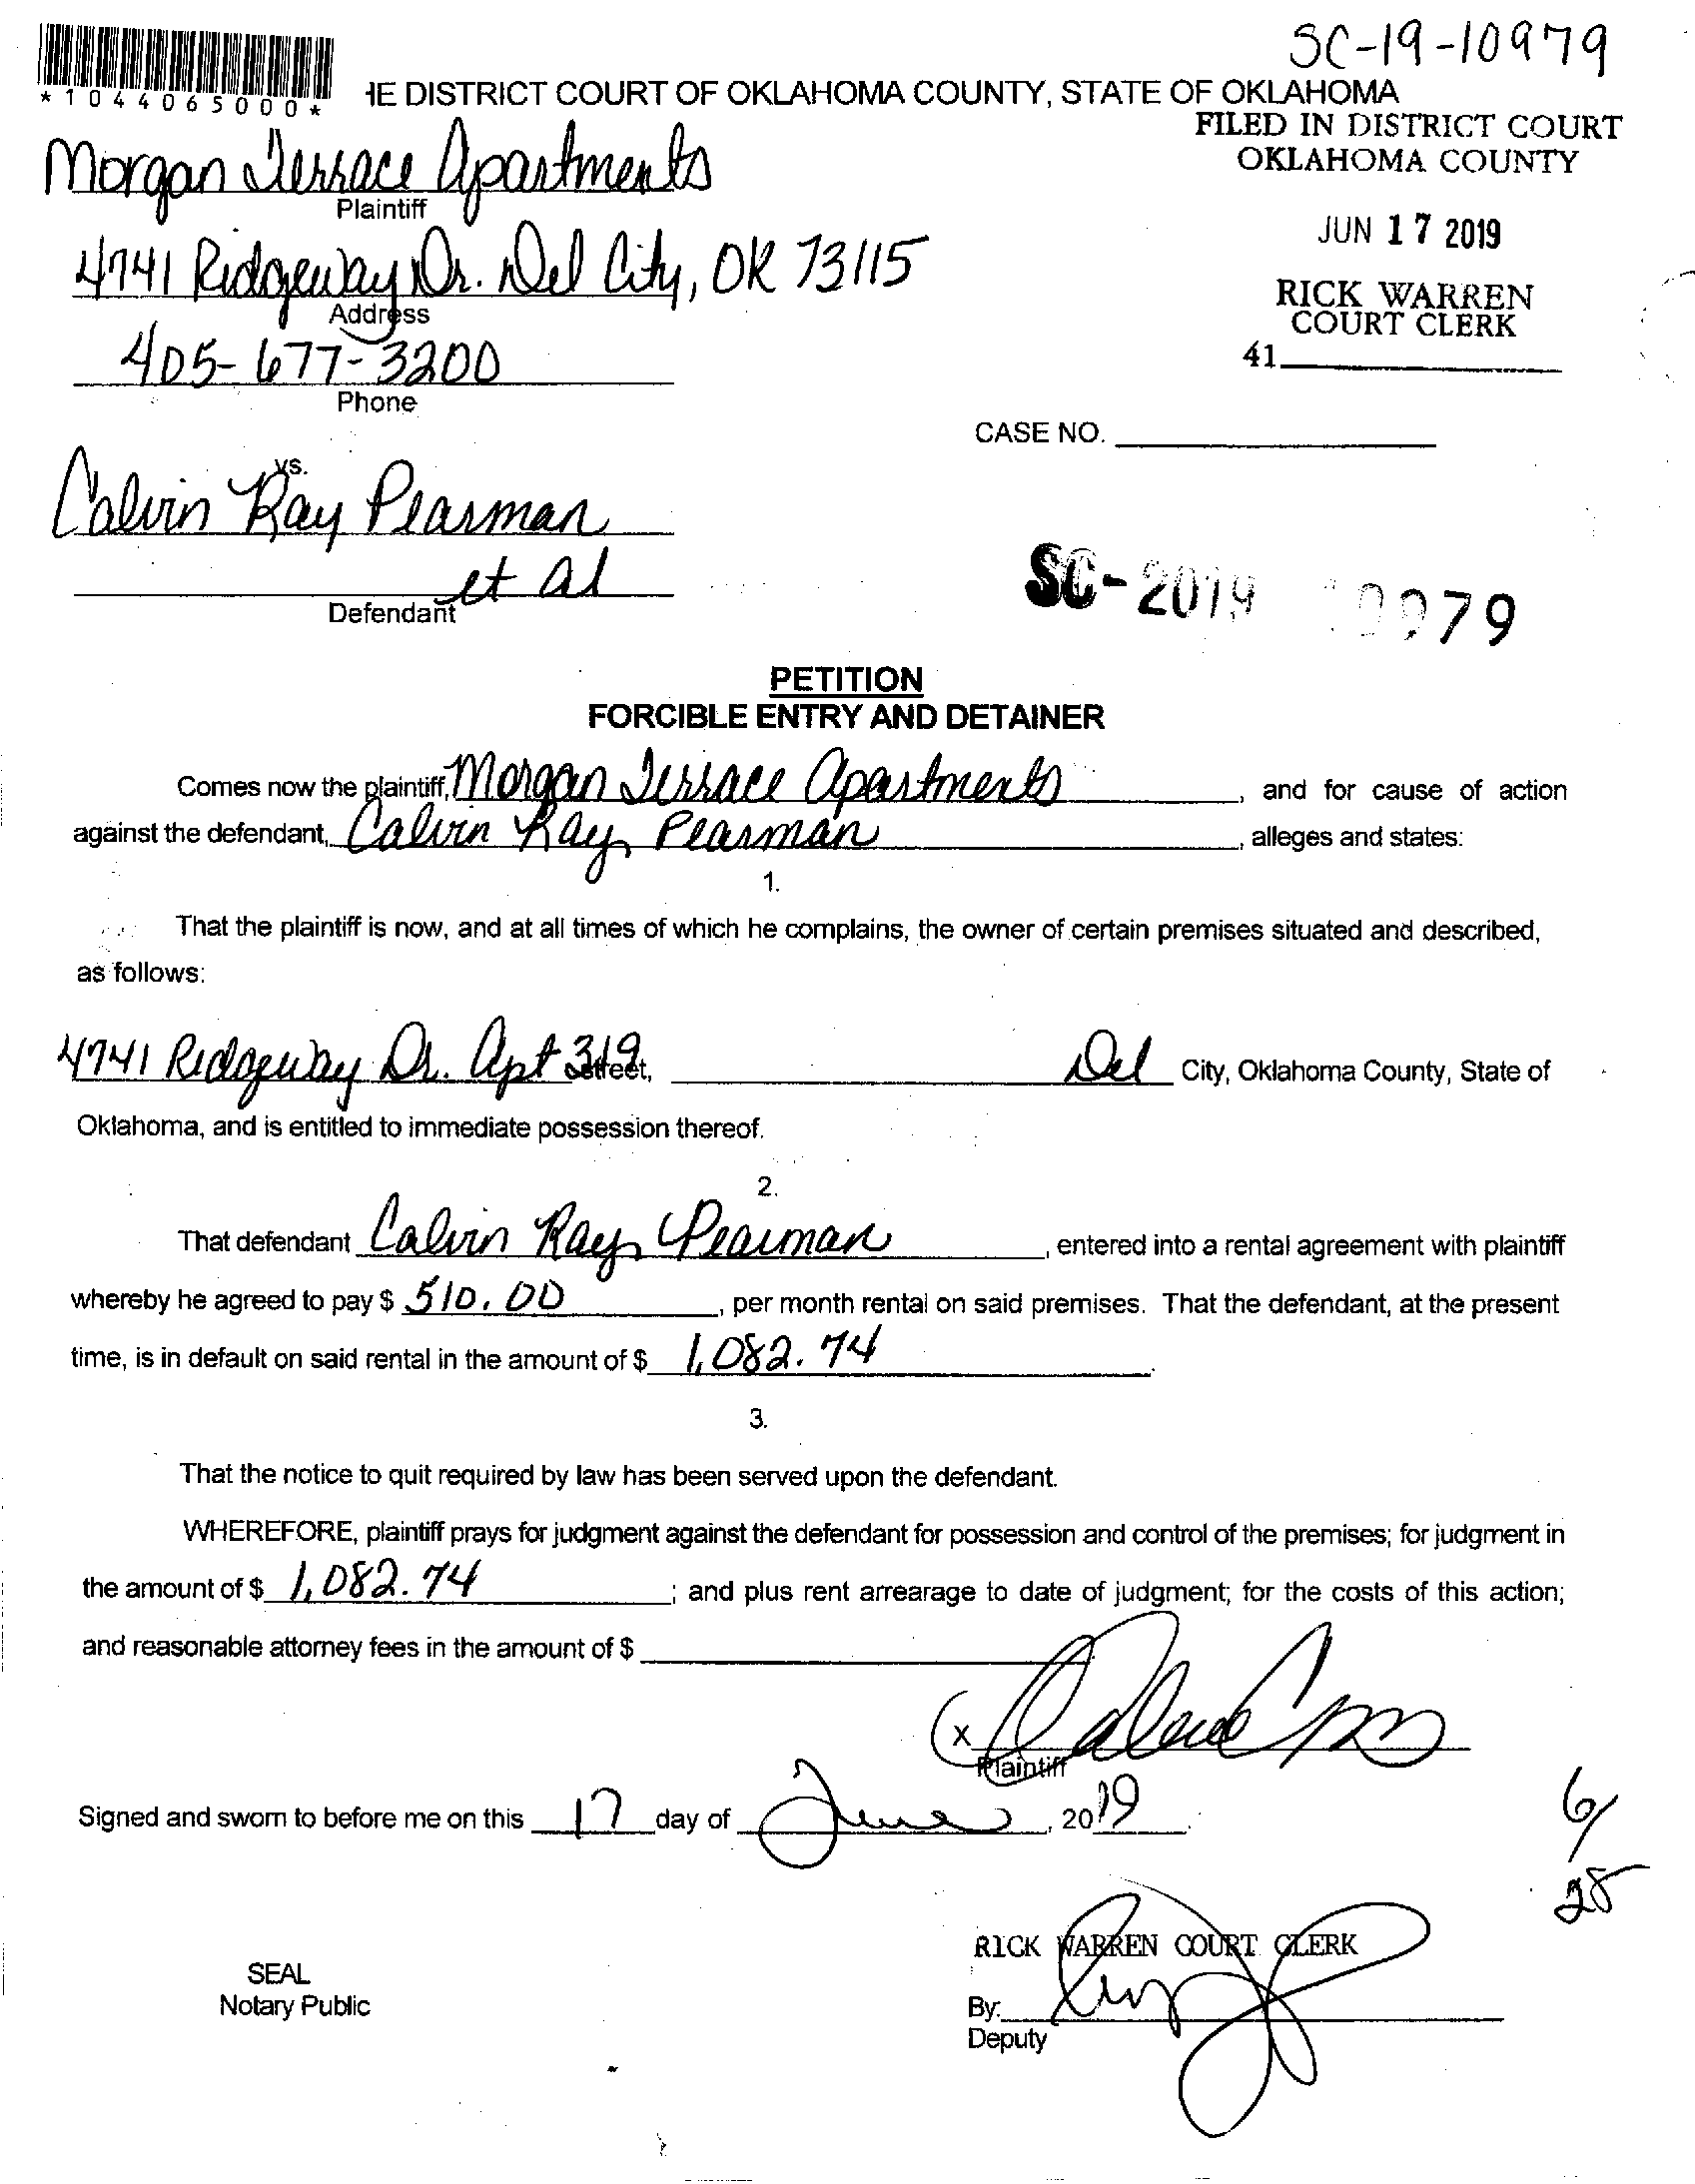 SC-19-10979
*1044065000*
HE DISTRICT COURT OF OKLAHOMA COUNTY, STATE OF OKLAHOMA
FILED IN DISTRICT COURT
OKLAHOMA COUNTY
Morgan Terrace Apartments
Plaintiff
JUN 17 2019
4741 Ridgeway Dr. Del City, OK 73115
Address
RICK WARREN
COURT CLERK
405-677-3200
41
Phone
CASE NO.
vs.
Calvin Ray Pearman
et al
Defendant
SC-2019 10979
PETITION
FORCIBLE ENTRY AND DETAINER
Comes now the plaintiff, Morgan Terrace Apartments, and for cause of action
against the defendant, Calvin Ray Pearman, alleges and states:
1.
That the plaintiff is now, and at all times of which he complains, the owner of certain premises situated and described,
as follows:
4741 Ridgeway Dr. Apt 319 Street, Del City, Oklahoma County, State of
Oklahoma, and is entitled to immediate possession thereof.
2.
That defendant Calvin Ray Pearman, entered into a rental agreement with plaintiff
whereby he agreed to pay $ 510.00, per month rental on said premises. That the defendant, at the present
time, is in default on said rental in the amount of $ 1,082.74.
3.
That the notice to quit required by law has been served upon the defendant.
WHEREFORE, plaintiff prays for judgment against the defendant for possession and control of the premises; for judgment in
the amount of $ 1,082.74; and plus rent arrearage to date of judgment; for the costs of this action;
and reasonable attorney fees in the amount of $
x
Plaintiff
Signed and sworn to before me on this 17 day of June, 2019.
6/
28
RICK WARREN COURT CLERK
SEAL
Notary Public
By:
Deputy